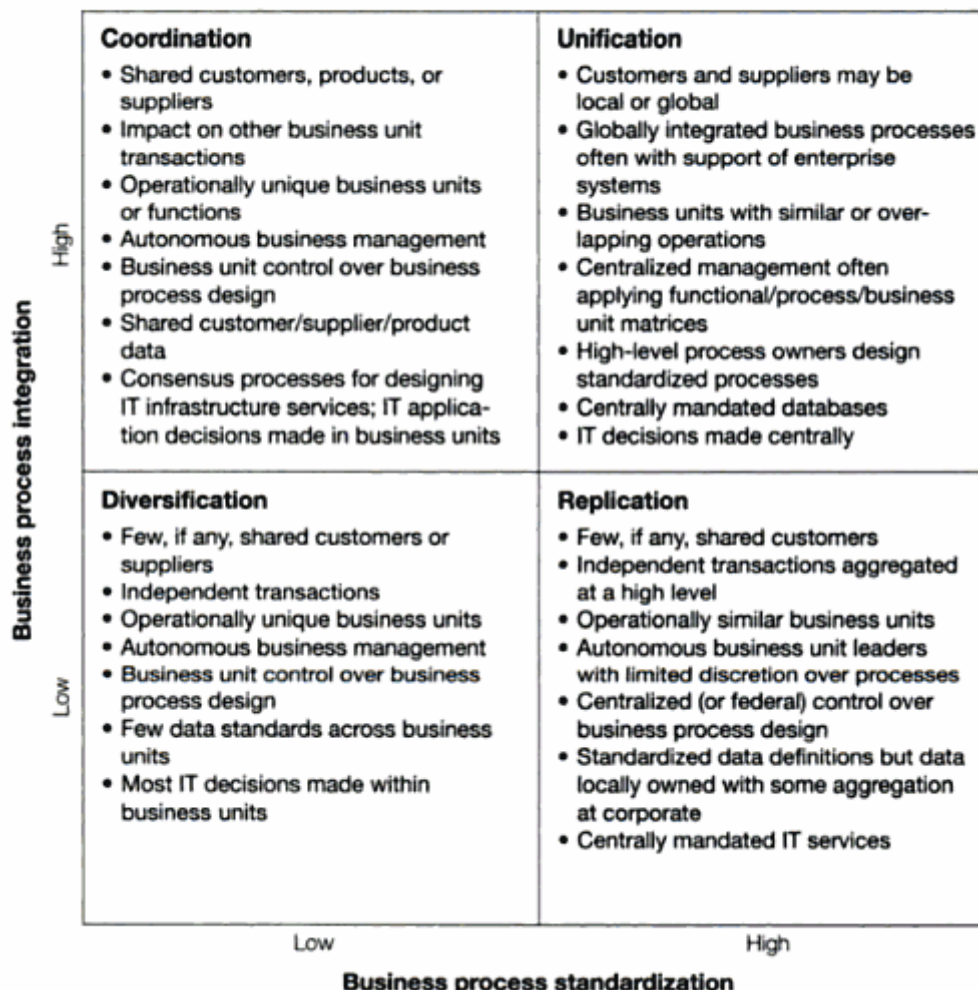 Coordination
• Shared customers, products, or
suppliers
• Impact on other business unit
transactions
• Operationally unique business units
or functions
• Autonomous business management
• Business unit control over business
process design
• Shared customer/supplier/product
data
• Consensus processes for designing
IT infrastructure services; IT applica-
tion decisions made in business units
Unification
• Customers and suppliers may be
local or global
• Globally integrated business processes
often with support of enterprise
systems
• Business units with similar or over-
lapping operations
• Centralized management often
applying functional/process/business
unit matrices
• High-level process owners design
standardized processes
• Centrally mandated databases
• IT decisions made centrally
Diversification
• Few, if any, shared customers or
suppliers
• Independent transactions
• Operationally unique business units
• Autonomous business management
• Business unit control over business
process design
• Few data standards across business
units
• Most IT decisions made within
business units
Replication
• Few, if any, shared customers
• Independent transactions aggregated
at a high level
• Operationally similar business units
• Autonomous business unit leaders
with limited discretion over processes
• Centralized (or federal) control over
business process design
• Standardized data definitions but data
locally owned with some aggregation
at corporate
• Centrally mandated IT services
High
Low
Business process integration
Low
High
Business process standardization